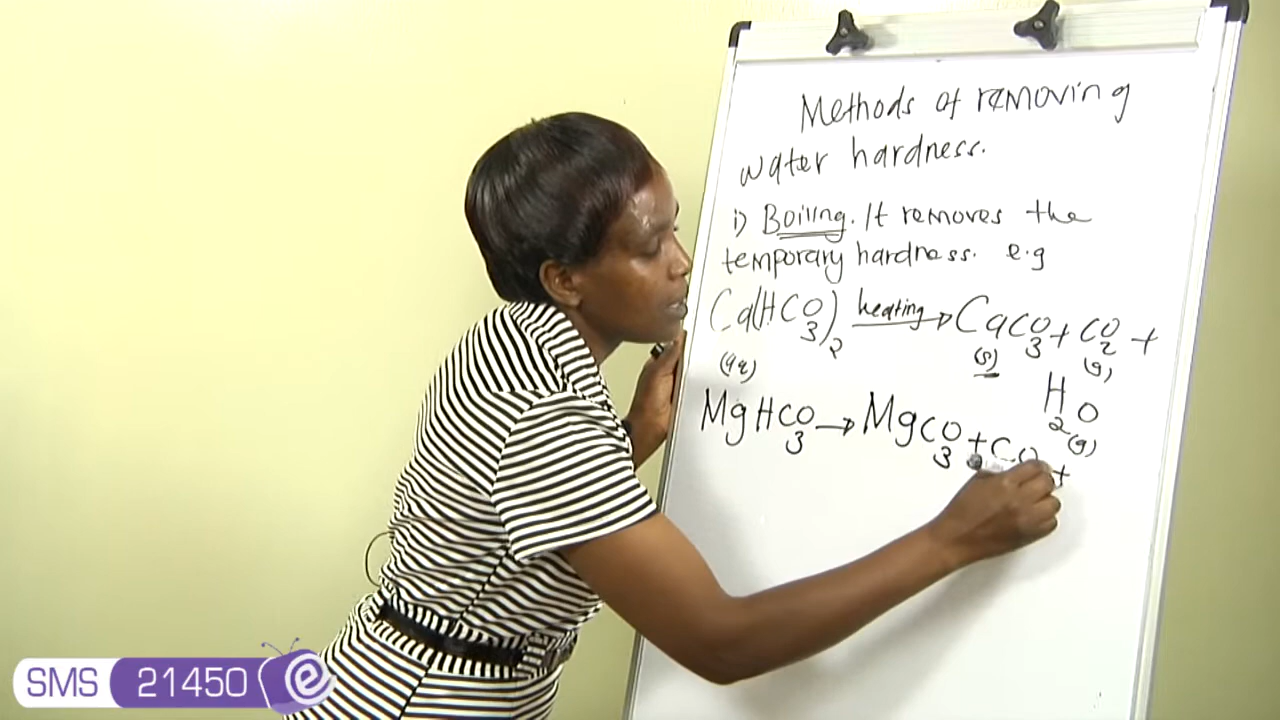 Methods of removing
water hardness.
i) Boiling. It removes the
temporary hardness. e.g
Ca(HCO3)2 heating → CaCO3 + CO2 +
(aq) (s) (g)
H2O
(g)
MgHCO3 → MgCO3 + CO +
SMS 21450 e